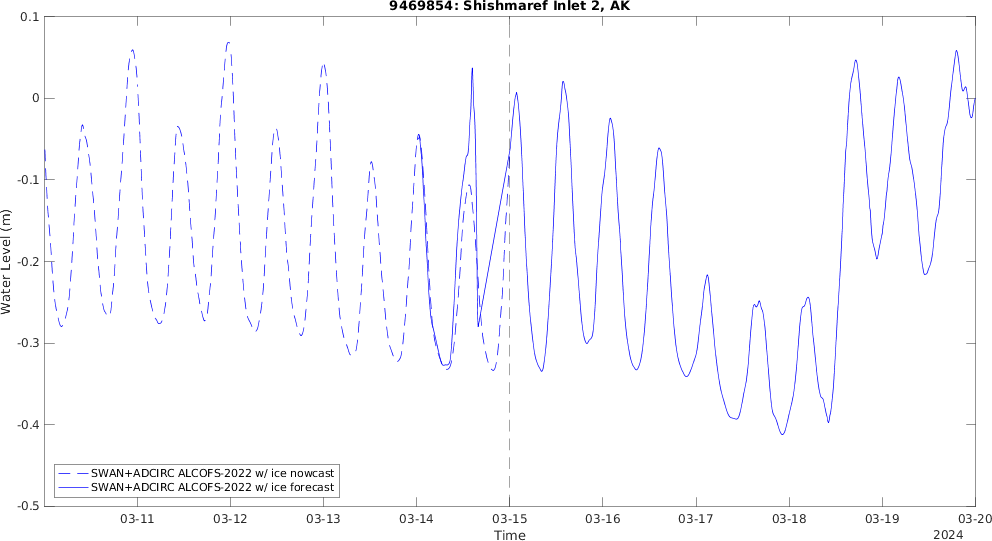 9469854: Shishmaref Inlet 2, AK
0.1
0
-0.1
-0.2
-0.3
-0.4
-0.5
Water Level (m)
SWAN+ADCIRC ALCOFS-2022 w/ ice nowcast
SWAN+ADCIRC ALCOFS-2022 w/ ice forecast
03-11 03-12 03-13 03-14 03-15 03-16 03-17 03-18 03-19 03-20
Time
2024